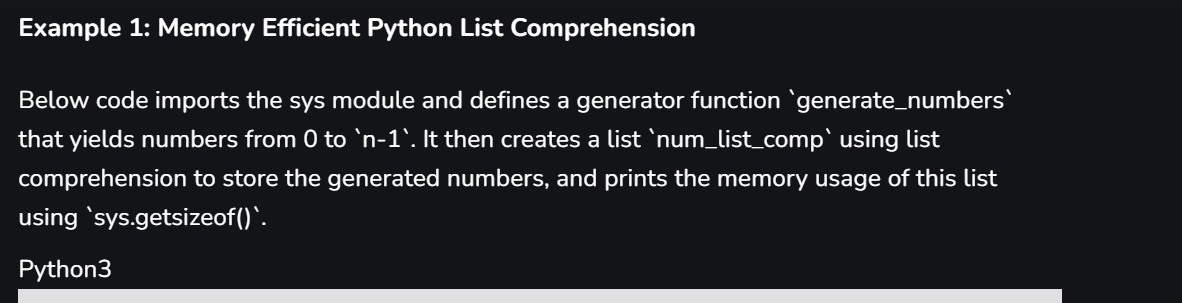 Example 1: Memory Efficient Python List Comprehension
Below code imports the sys module and defines a generator function `generate_numbers`
that yields numbers from 0 to `n-1`. It then creates a list `num_list_comp` using list
comprehension to store the generated numbers, and prints the memory usage of this list
using `sys.getsizeof()`.
Python3